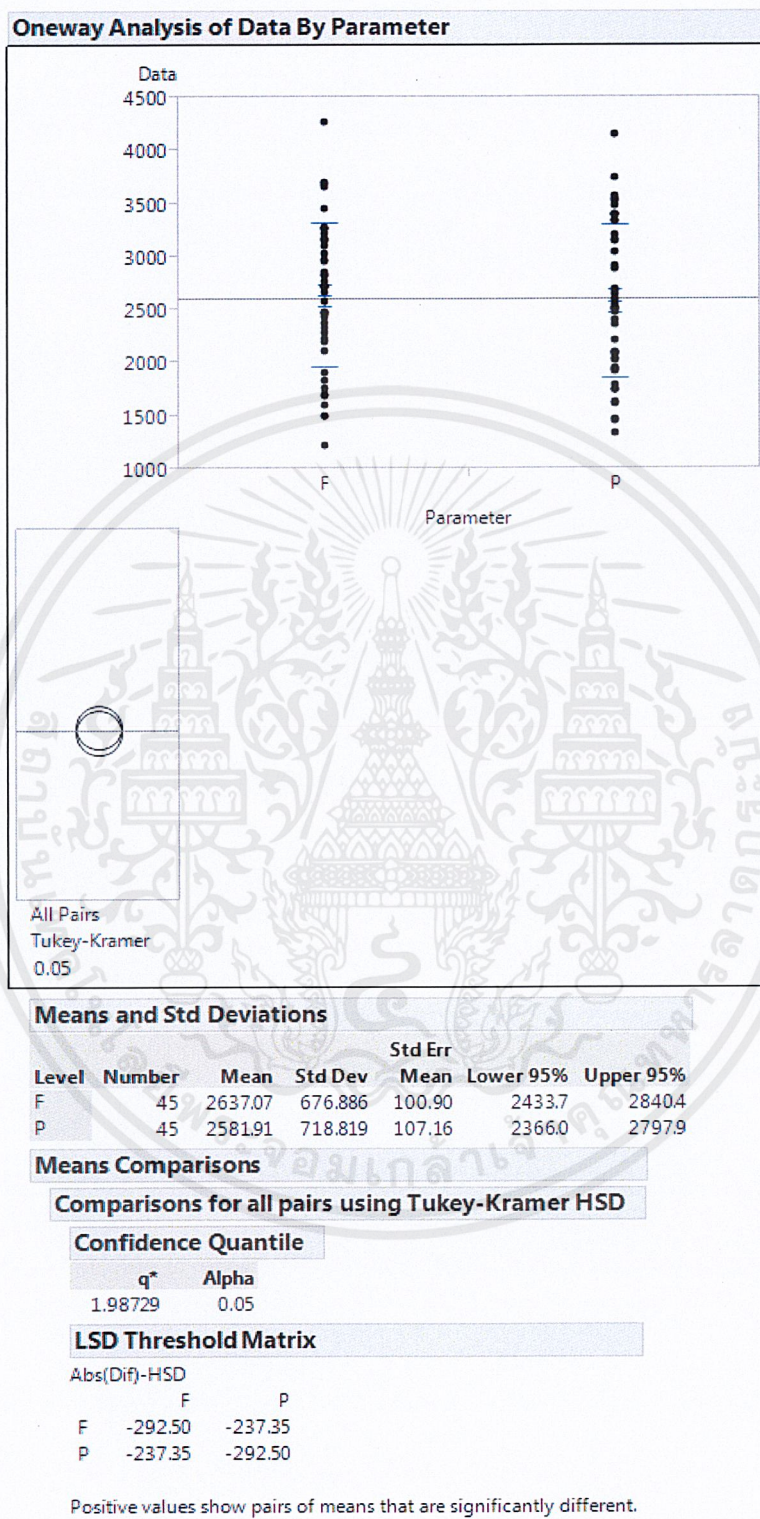 Oneway Analysis of Data By Parameter
Data
4500
4000
3500
3000
2500
2000
1500
1000
F P
Parameter
All Pairs
Tukey-Kramer
0.05
Means and Std Deviations
Std Err
Level Number Mean Std Dev Mean Lower 95% Upper 95%
F 45 2637.07 676.886 100.90 2433.7 2840.4
P 45 2581.91 718.819 107.16 2366.0 2797.9
Means Comparisons
Comparisons for all pairs using Tukey-Kramer HSD
Confidence Quantile
q* Alpha
1.98729 0.05
LSD Threshold Matrix
Abs(Dif)-HSD
F P
F -292.50 -237.35
P -237.35 -292.50
Positive values show pairs of means that are significantly different.